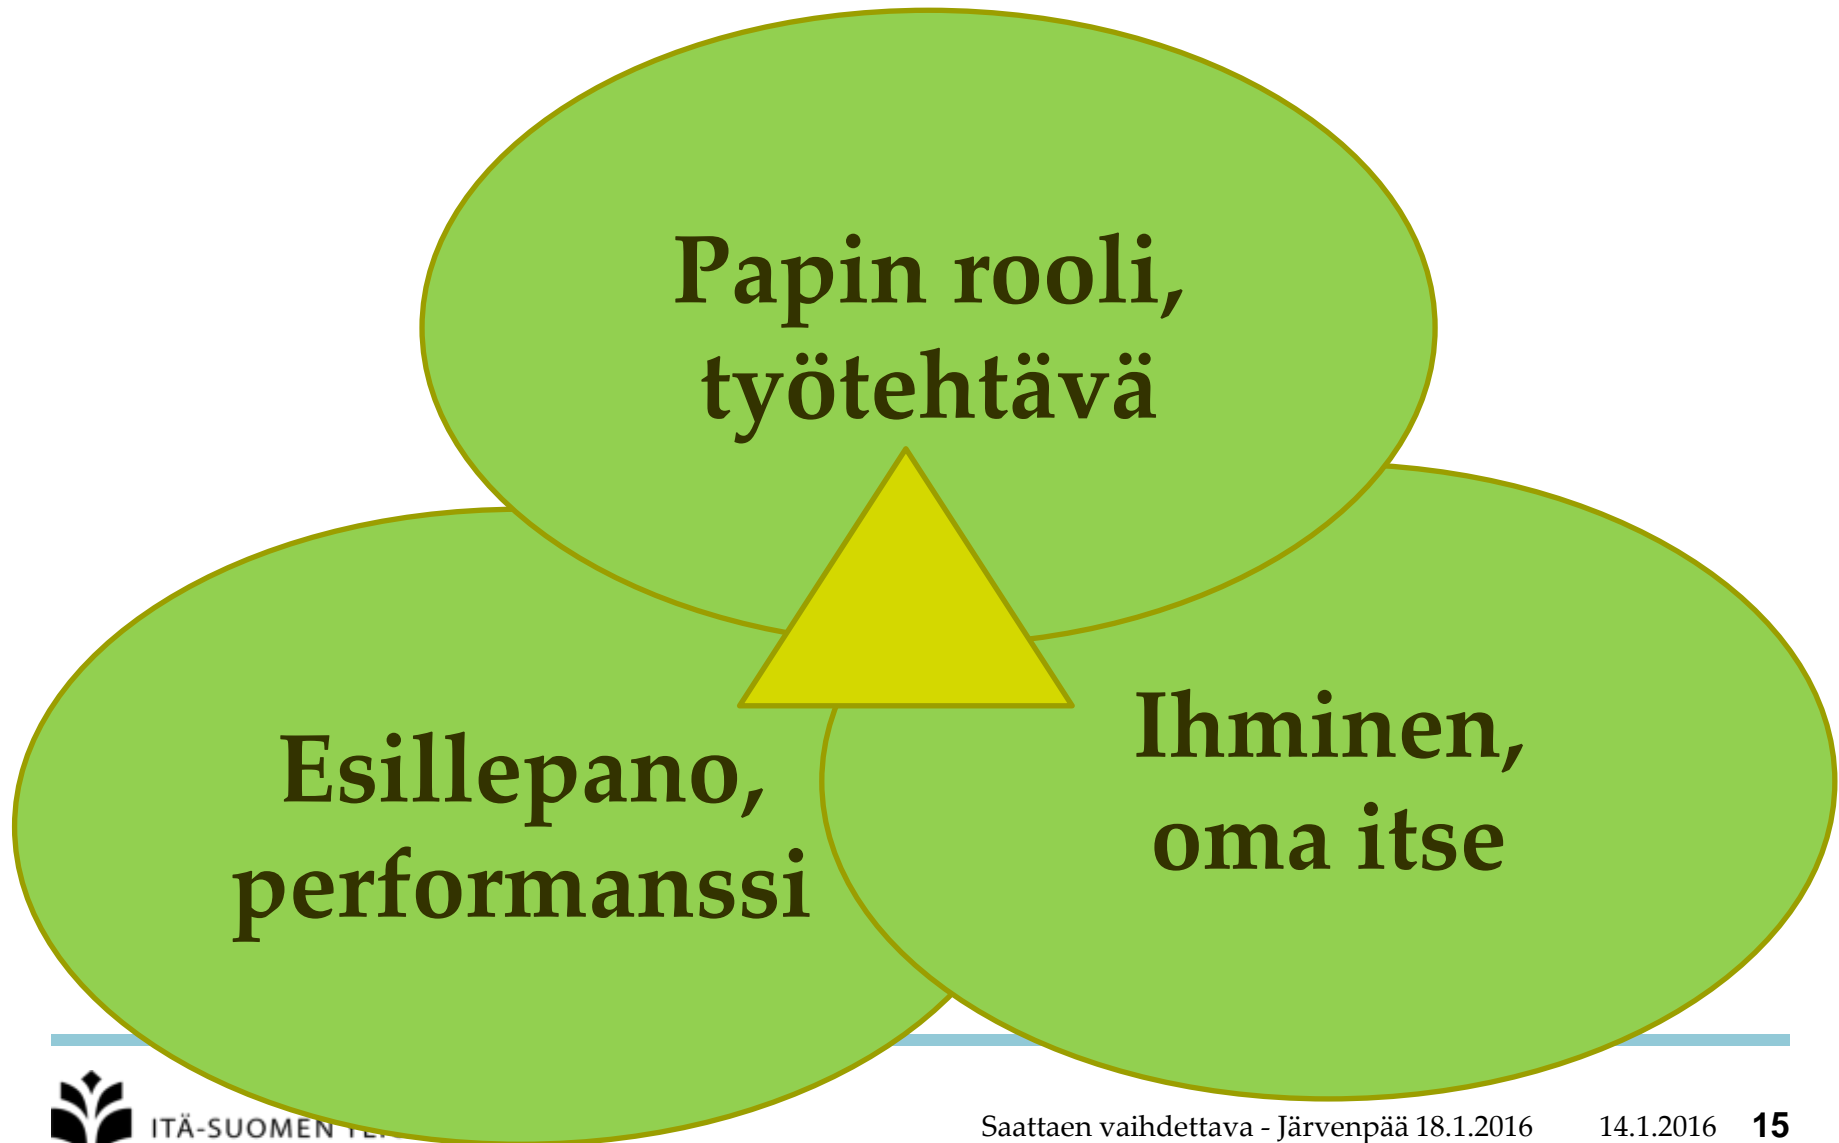 Papin rooli,
työtehtävä
Esillepano,
performanssi
Ihminen,
oma itse
ITÄ-SUOMEN
Saattaen vaihdettava - Järvenpää 18.1.2016 14.1.2016 15